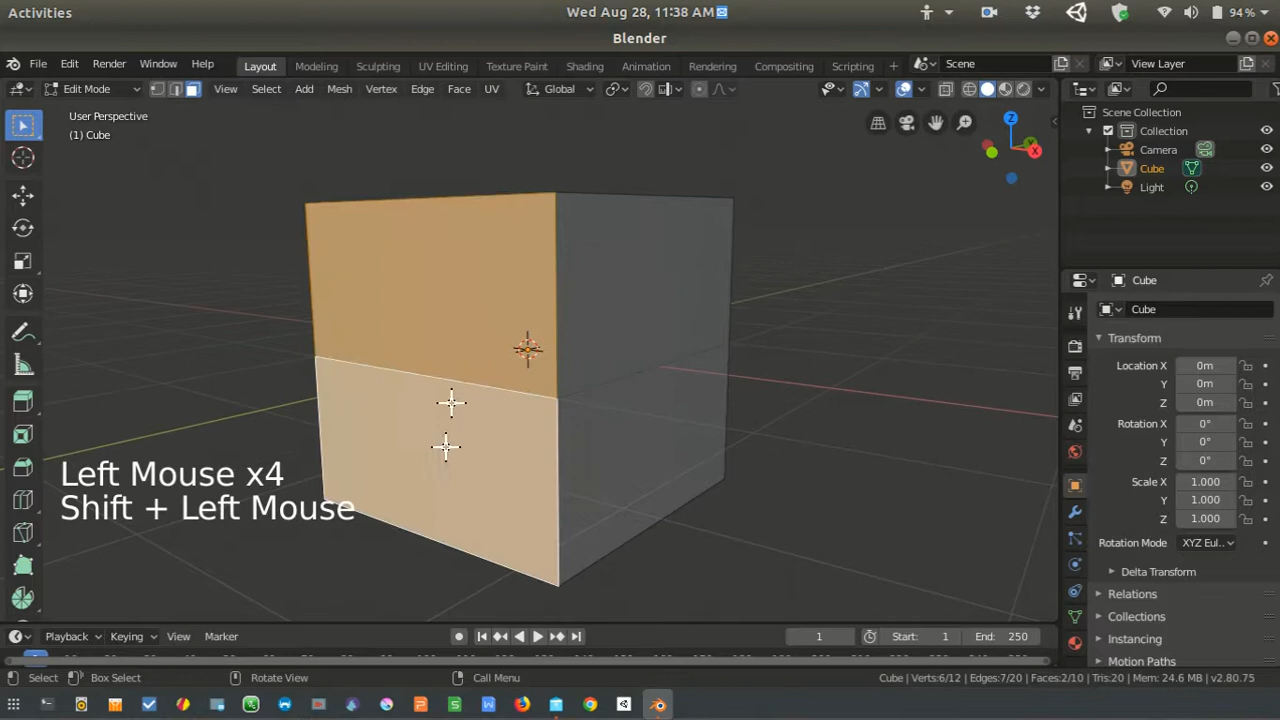 Activities
Wed Aug 28, 11:38 AM
94%
Blender
File Edit Render Window Help
Layout Modeling Sculpting UV Editing Texture Paint Shading Animation Rendering Compositing Scripting +
Scene
View Layer
Edit Mode
View Select Add Mesh Vertex Edge Face UV
Global
User Perspective
(1) Cube
Z
Y
X
Scene Collection
Collection
Camera
Cube
Light
Cube
Cube
Transform
Location X 0m
Y 0m
Z 0m
Rotation X 0°
Y 0°
Z 0°
Scale X 1.000
Y 1.000
Z 1.000
Rotation Mode XYZ Eul..
Delta Transform
Relations
Collections
Instancing
Motion Paths
Left Mouse x4
Shift + Left Mouse
Playback Keying View Marker
1
Start: 1
End: 250
Select
Box Select
Rotate View
Call Menu
Cube | Verts:6/12 | Edges:7/20 | Faces:2/10 | Tris:20 | Mem: 24.6 MB | v2.80.75